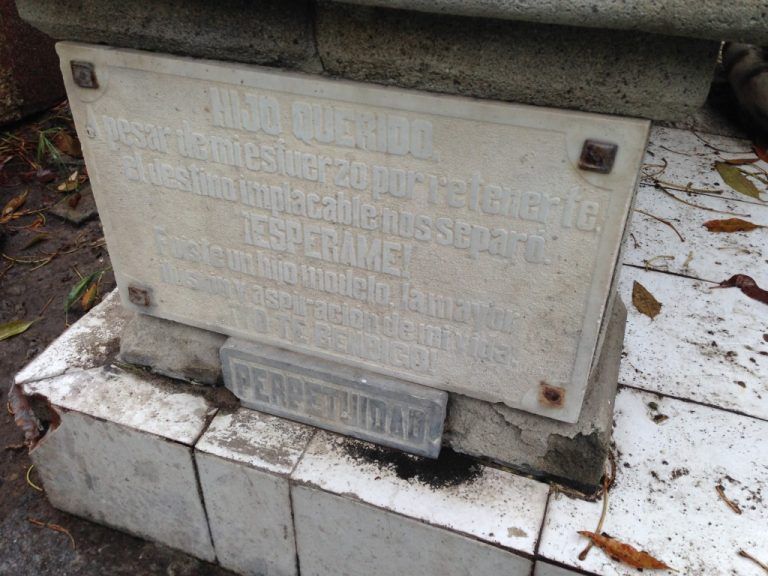 HIJO QUERIDO.
A pesar de mi esfuerzo por retenerte.
El destino implacable nos separó.
¡ESPERAME!
Fuiste un hijo modelo, la mayor
ilusión y aspiración de mi vida.
¡YO TE BENDIGO!
PERPETUIDAD